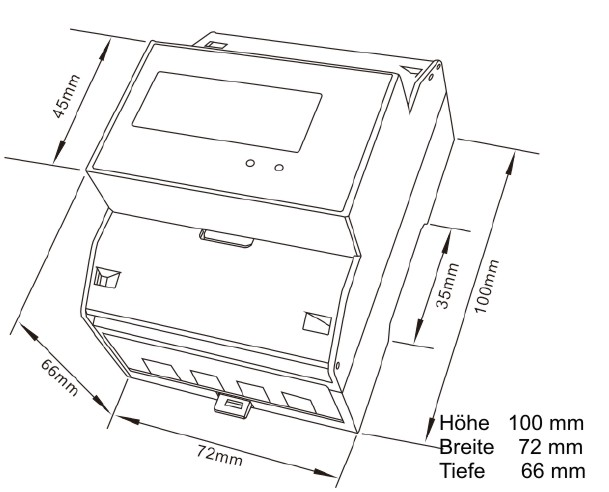 45mm
35mm
100mm
66mm
72mm
Höhe 100 mm
Breite 72 mm
Tiefe 66 mm